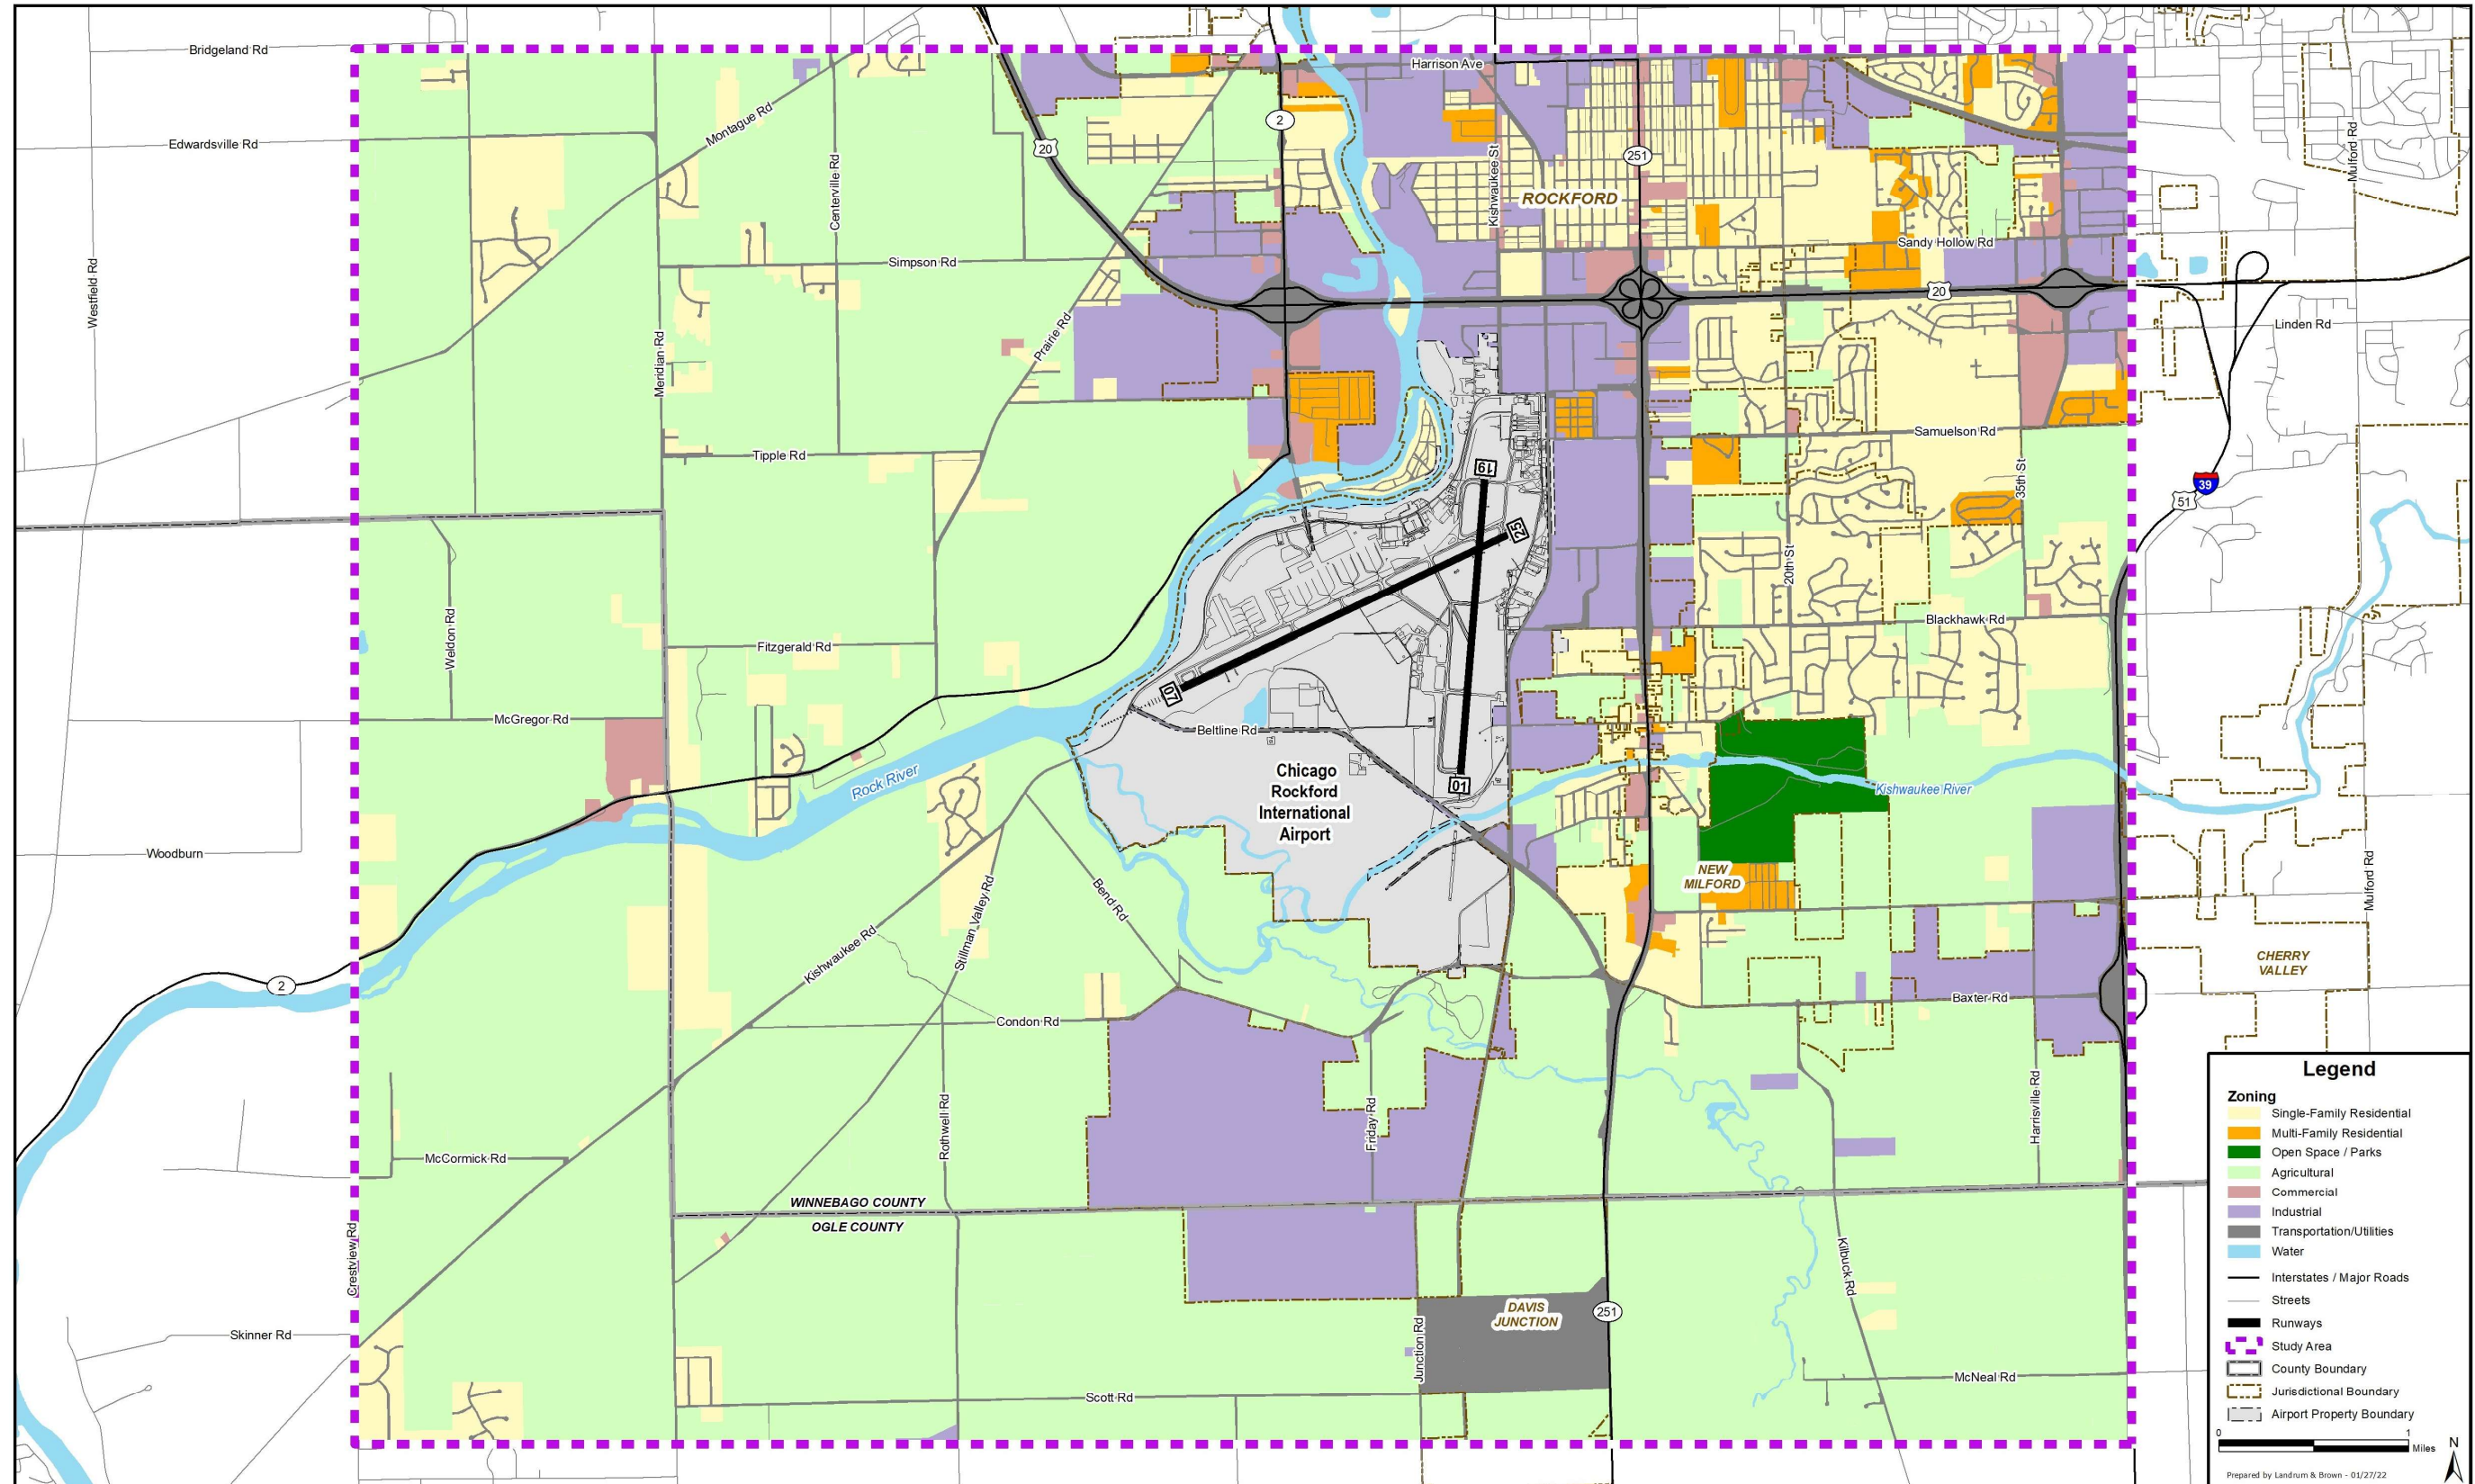 Bridgeland Rd
Harrison Ave
Edwardsville Rd
Montague Rd
Centerville Rd
20
2
Kishwaukee St
251
Mulford Rd
ROCKFORD
Westfield Rd
Simpson Rd
Sandy Hollow Rd
20
Linden Rd
Prairie Rd
Meridian Rd
Samuelson Rd
Tipple Rd
19
35th St
39
51
25
20th St
Weldon Rd
Fitzgerald Rd
Blackhawk Rd
07
McGregor Rd
Beltline Rd
Rock River
Chicago
Rockford
International
Airport
01
Kishwaukee River
Woodburn
NEW
MILFORD
Mulford Rd
Bend Rd
Stillman Valley Rd
Kishwaukee Rd
CHERRY
VALLEY
2
Baxter Rd
Condon Rd
Rothwell Rd
Friday Rd
Harrisville Rd
McCormick Rd
WINNEBAGO COUNTY
OGLE COUNTY
Crestview Rd
Kilbuck Rd
DAVIS
JUNCTION
251
Skinner Rd
Junction Rd
McNeal Rd
Scott Rd
Legend
Zoning
Single-Family Residential
Multi-Family Residential
Open Space / Parks
Agricultural
Commercial
Industrial
Transportation/Utilities
Water
Interstates / Major Roads
Streets
Runways
Study Area
County Boundary
Jurisdictional Boundary
Airport Property Boundary
0 1
Miles
N
Prepared by Landrum & Brown - 01/27/22